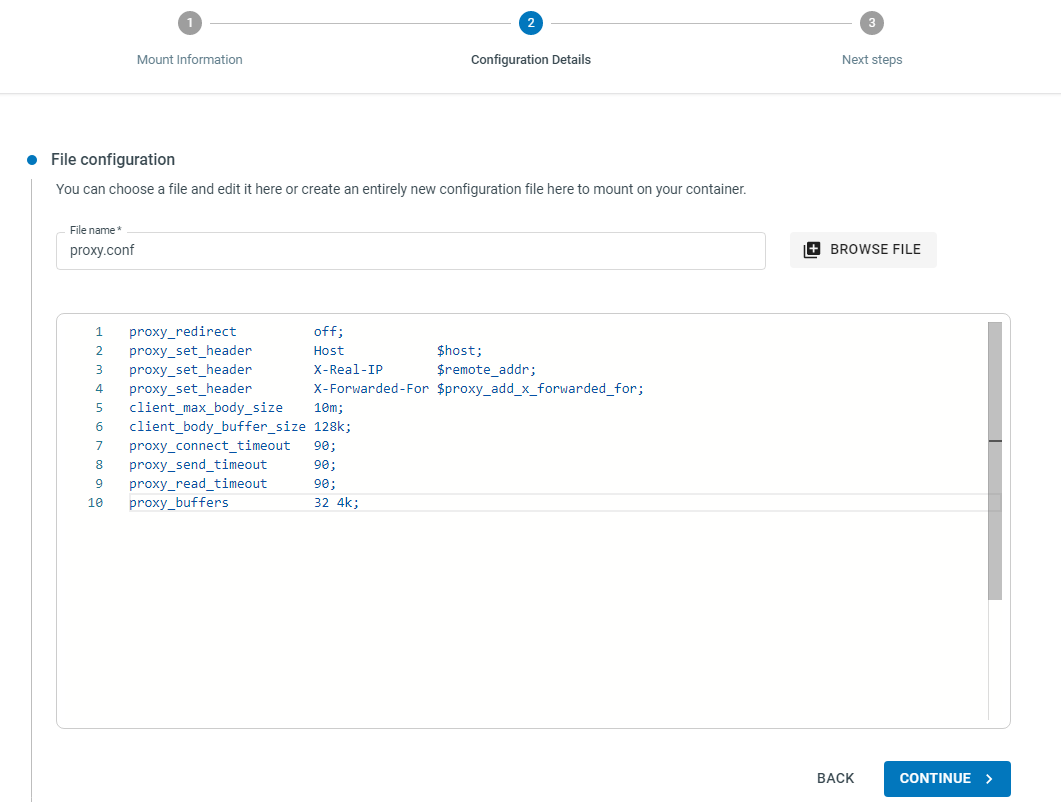 1 2 3
Mount Information Configuration Details Next steps
File configuration
You can choose a file and edit it here or create an entirely new configuration file here to mount on your container.
File name *
proxy.conf
BROWSE FILE
1 proxy_redirect off;
2 proxy_set_header Host $host;
3 proxy_set_header X-Real-IP $remote_addr;
4 proxy_set_header X-Forwarded-For $proxy_add_x_forwarded_for;
5 client_max_body_size 10m;
6 client_body_buffer_size 128k;
7 proxy_connect_timeout 90;
8 proxy_send_timeout 90;
9 proxy_read_timeout 90;
10 proxy_buffers 32 4k;
BACK CONTINUE